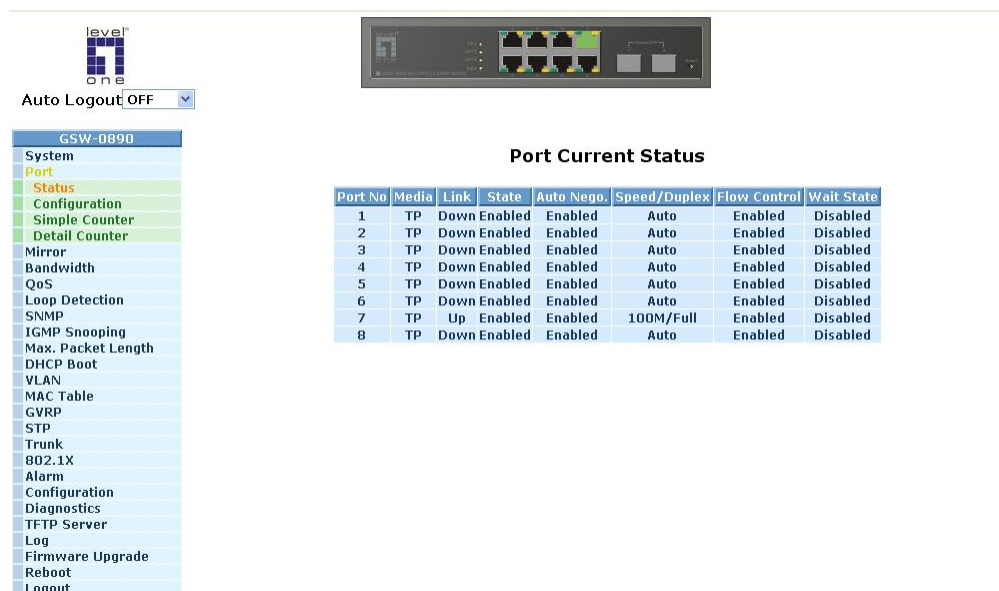 level
one
Auto Logout OFF
GSW-0890
System
Port
Status
Configuration
Simple Counter
Detail Counter
Mirror
Bandwidth
QoS
Loop Detection
SNMP
IGMP Snooping
Max. Packet Length
DHCP Boot
VLAN
MAC Table
GVRP
STP
Trunk
802.1X
Alarm
Configuration
Diagnostics
TFTP Server
Log
Firmware Upgrade
Reboot
Logout
Port Current Status
Port No Media Link State Auto Nego. Speed/Duplex Flow Control Wait State
1 TP Down Enabled Enabled Auto Enabled Disabled
2 TP Down Enabled Enabled Auto Enabled Disabled
3 TP Down Enabled Enabled Auto Enabled Disabled
4 TP Down Enabled Enabled Auto Enabled Disabled
5 TP Down Enabled Enabled Auto Enabled Disabled
6 TP Down Enabled Enabled Auto Enabled Disabled
7 TP Up Enabled Enabled 100M/Full Enabled Disabled
8 TP Down Enabled Enabled Auto Enabled Disabled